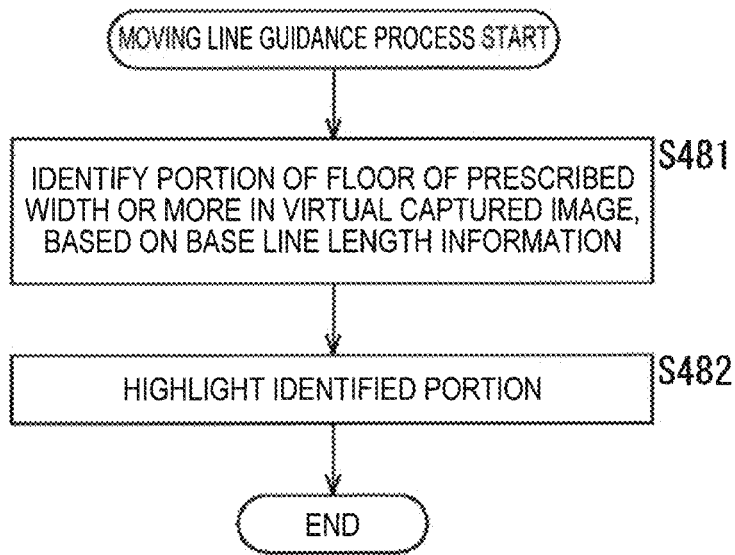 MOVING LINE GUIDANCE PROCESS START
S481
IDENTIFY PORTION OF FLOOR OF PRESCRIBED
WIDTH OR MORE IN VIRTUAL CAPTURED IMAGE,
BASED ON BASE LINE LENGTH INFORMATION
S482
HIGHLIGHT IDENTIFIED PORTION
END